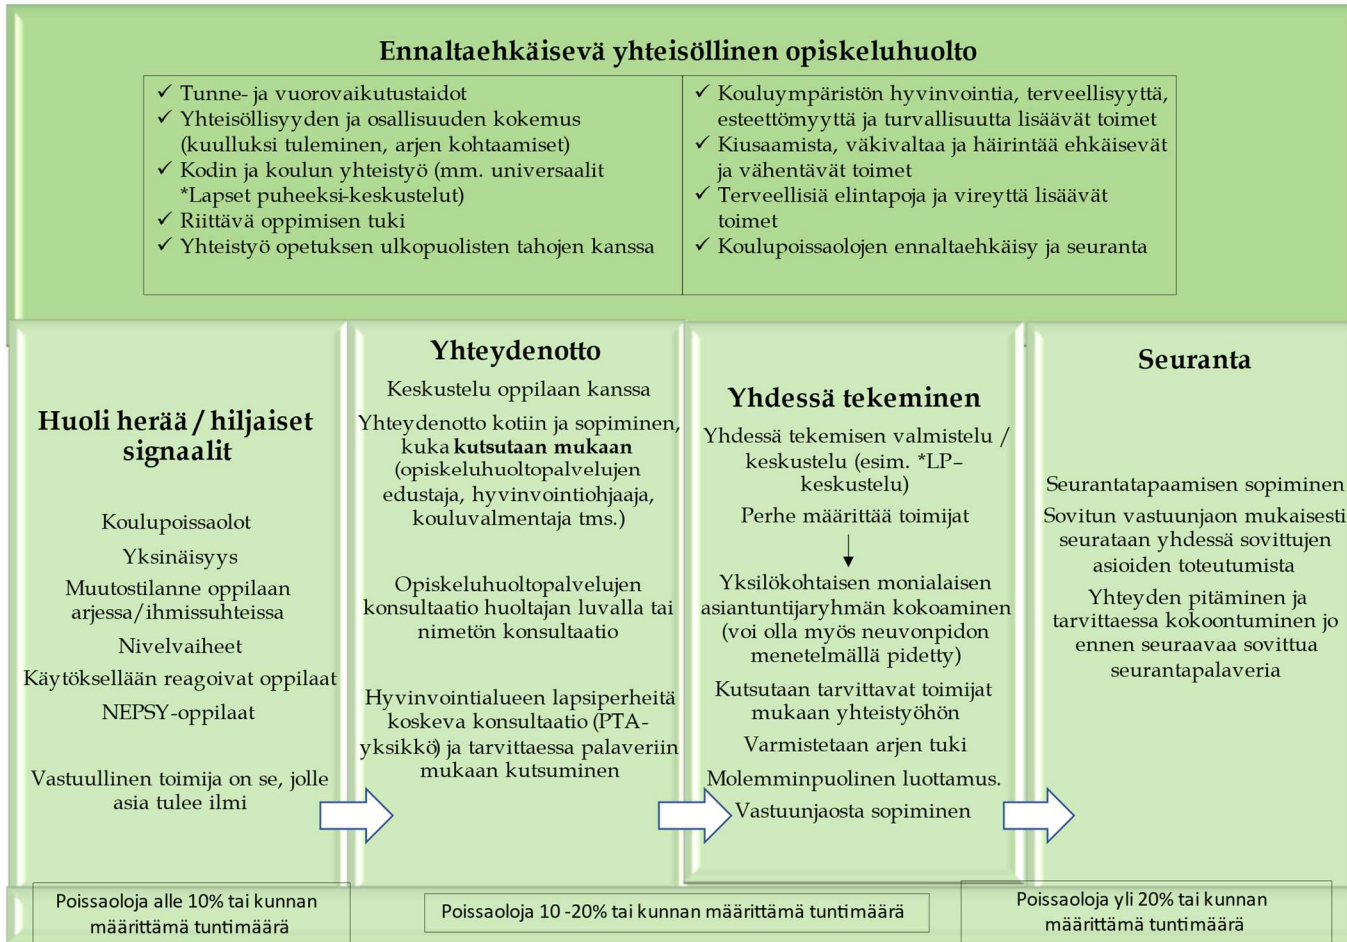 Ennaltaehkäisevä yhteisöllinen opiskeluhuolto
✓ Tunne- ja vuorovaikutustaidot
✓ Yhteisöllisyyden ja osallisuuden kokemus
(kuulluksi tuleminen, arjen kohtaamiset)
✓ Kodin ja koulun yhteistyö (mm. universaalit
*Lapset puheeksi-keskustelut)
✓ Riittävä oppimisen tuki
✓ Yhteistyö opetuksen ulkopuolisten tahojen kanssa
✓ Kouluympäristön hyvinvointia, terveellisyyttä,
esteettömyyttä ja turvallisuutta lisäävät toimet
✓ Kiusaamista, väkivaltaa ja häirintää ehkäisevät
ja vähentävät toimet
✓ Terveellisiä elintapoja ja vireyttä lisäävät
toimet
✓ Koulupoissaolojen ennaltaehkäisy ja seuranta
Huoli herää / hiljaiset
signaalit
Koulupoissaolot
Yksinäisyys
Muutostilanne oppilaan
arjessa/ihmissuhteissa
Nivelvaiheet
Käytöksellään reagoivat oppilaat
NEPSY-oppilaat
Vastuullinen toimija on se, jolle
asia tulee ilmi
Yhteydenotto
Keskustelu oppilaan kanssa
Yhteydenotto kotiin ja sopiminen,
kuka kutsutaan mukaan
(opiskeluhuoltopalvelujen
edustaja, hyvinvointiohjaaja,
kouluvalmentaja tms.)
Opiskeluhuoltopalvelujen
konsultaatio huoltajan luvalla tai
nimetön konsultaatio
Hyvinvointialueen lapsiperheitä
koskeva konsultaatio (PTA-
yksikkö) ja tarvittaessa palaveriin
mukaan kutsuminen
Yhdessä tekeminen
Yhdessä tekemisen valmistelu /
keskustelu (esim. *LP–
keskustelu)
Perhe määrittää toimijat
Yksilökohtaisen monialaisen
asiantuntijaryhmän kokoaminen
(voi olla myös neuvonpidon
menetelmällä pidetty)
Kutsutaan tarvittavat toimijat
mukaan yhteistyöhön
Varmistetaan arjen tuki
Molemminpuolinen luottamus.
Vastuunjaosta sopiminen
Seuranta
Seurantatapaamisen sopiminen
Sovitun vastuunjaon mukaisesti
seurataan yhdessä sovittujen
asioiden toteutumista
Yhteyden pitäminen ja
tarvittaessa kokoontuminen jo
ennen seuraavaa sovittua
seurantapalaveria
Poissaoloja alle 10% tai kunnan
määrittämä tuntimäärä
Poissaoloja 10 -20% tai kunnan määrittämä tuntimäärä
Poissaoloja yli 20% tai kunnan
määrittämä tuntimäärä